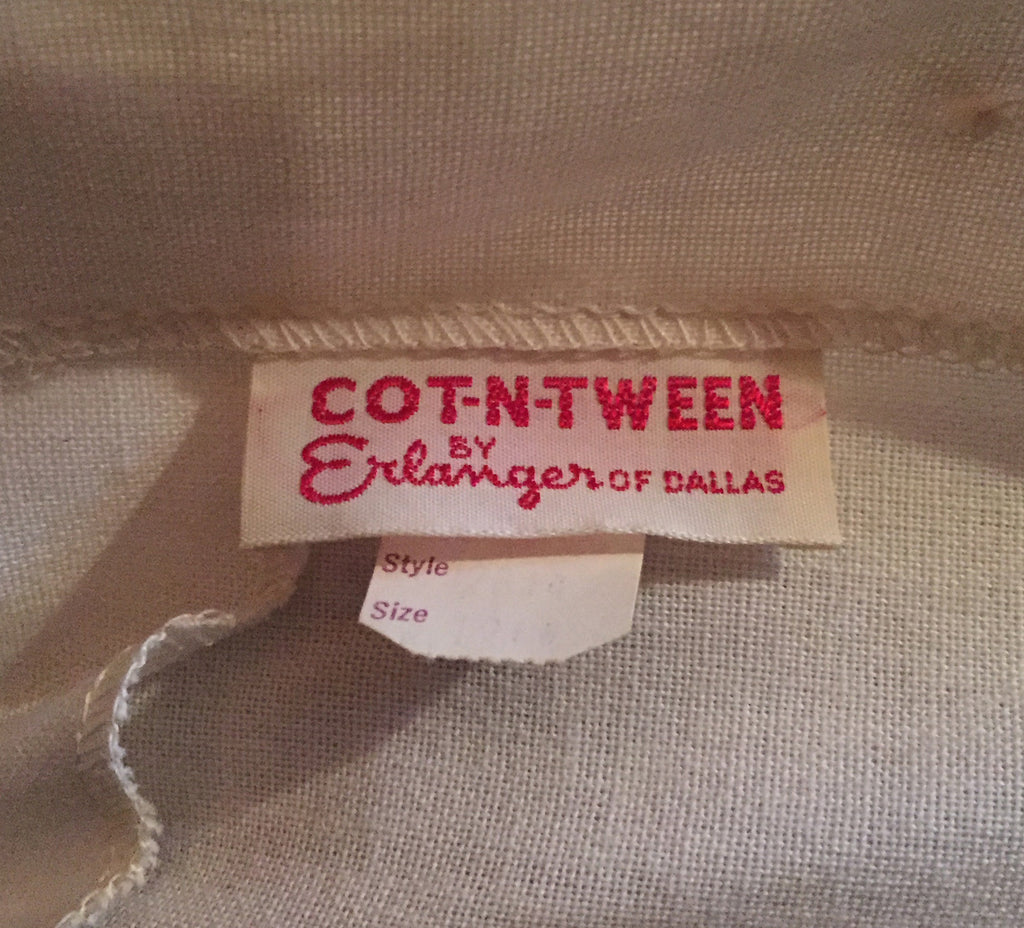 COT-N-TWEEN
BY
Erlanger OF DALLAS
Style
Size